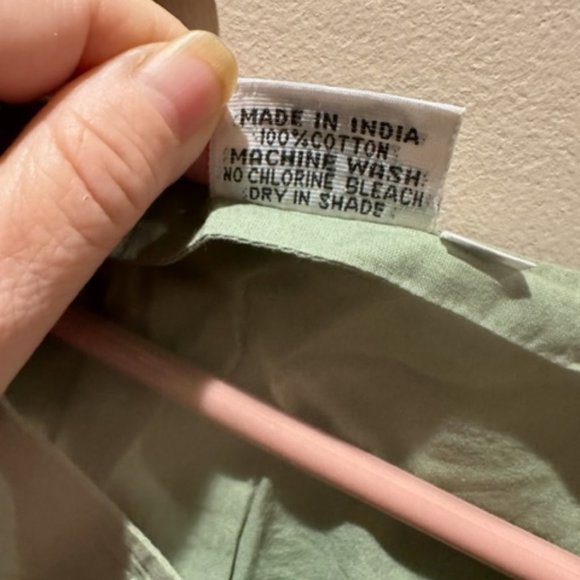 MADE IN INDIA
100% COTTON
MACHINE WASH
NO CHLORINE BLEACH
DRY IN SHADE